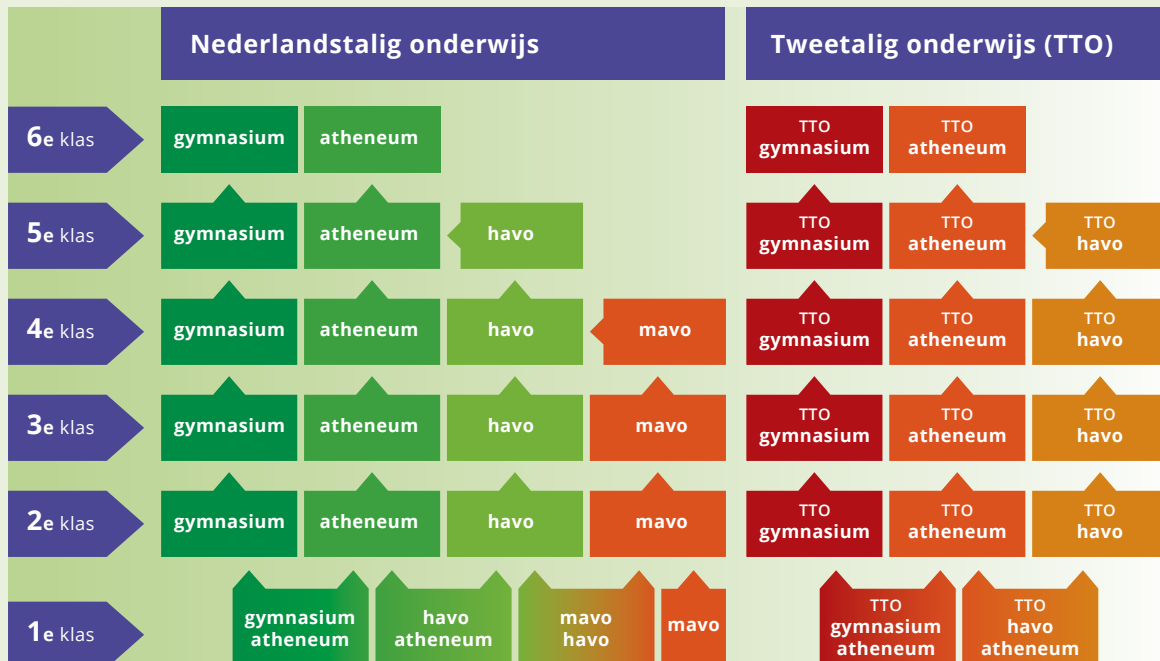 Nederlandstalig onderwijs
Tweetalig onderwijs (TTO)
6e klas
gymnasium
atheneum
TTO
gymnasium
TTO
atheneum
5e klas
gymnasium
atheneum
havo
TTO
gymnasium
TTO
atheneum
TTO
havo
4e klas
gymnasium
atheneum
havo
mavo
TTO
gymnasium
TTO
atheneum
TTO
havo
3e klas
gymnasium
atheneum
havo
mavo
TTO
gymnasium
TTO
atheneum
TTO
havo
2e klas
gymnasium
atheneum
havo
mavo
TTO
gymnasium
TTO
atheneum
TTO
havo
1e klas
gymnasium
atheneum
havo
atheneum
mavo
havo
mavo
TTO
gymnasium
atheneum
TTO
havo
atheneum